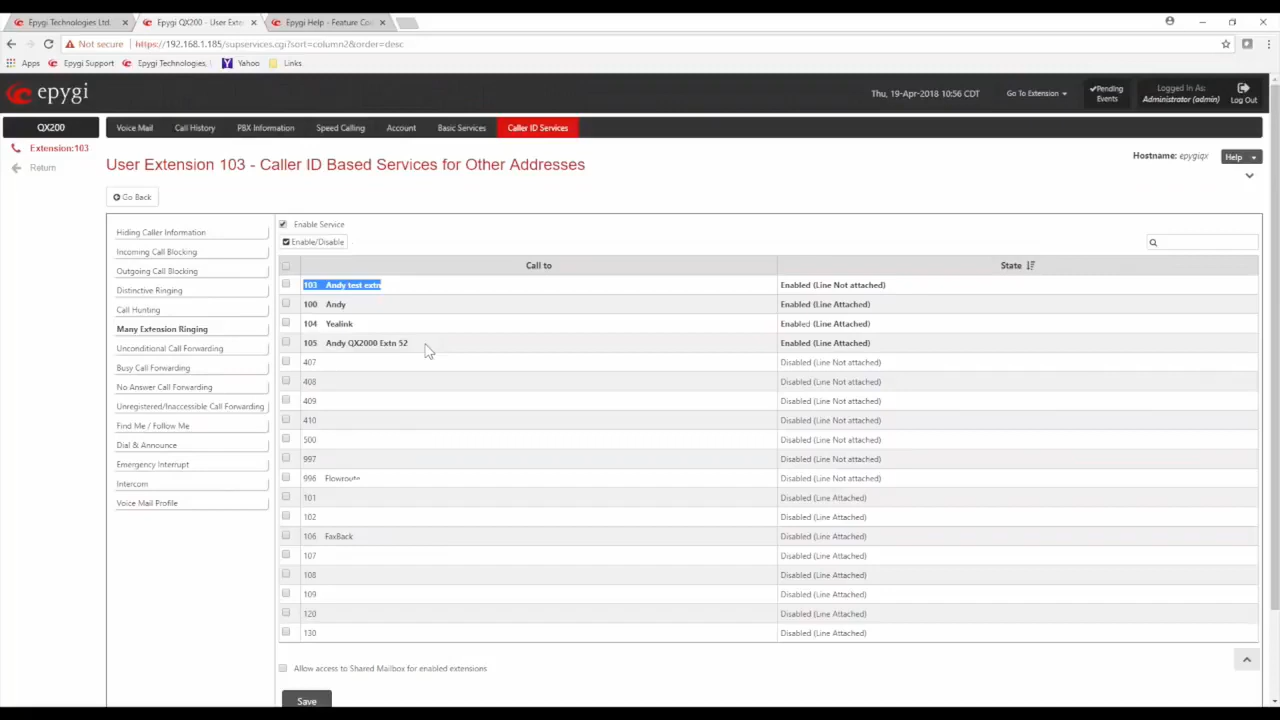 Epygi Technologies Ltd. × Epygi QX200 - User Exte × Epygi Help - Feature Co ×
Not secure https://192.168.1.185/supservices.cgi?sort=column2&order=desc
Apps Epygi Support Epygi Technologies, Yahoo Links
epygi Thu, 19-Apr-2018 10:56 CDT Go To Extension Pending Events Logged In As: Administrator (admin) Log Out
QX200 Voice Mail Call History PBX Information Speed Calling Account Basic Services Caller ID Services
Extension:103
Return
User Extension 103 - Caller ID Based Services for Other Addresses
Hostname: epygiqx Help
Go Back
Hiding Caller Information
Incoming Call Blocking
Outgoing Call Blocking
Distinctive Ringing
Call Hunting
Many Extension Ringing
Unconditional Call Forwarding
Busy Call Forwarding
No Answer Call Forwarding
Unregistered/Inaccessible Call Forwarding
Find Me / Follow Me
Dial & Announce
Emergency Interrupt
Intercom
Voice Mail Profile
Enable Service
Enable/Disable
Call to State
103 Andy test extn Enabled (Line Not attached)
100 Andy Enabled (Line Attached)
104 Yealink Enabled (Line Attached)
105 Andy QX2000 Extn 52 Enabled (Line Attached)
407 Disabled (Line Not attached)
408 Disabled (Line Not attached)
409 Disabled (Line Not attached)
410 Disabled (Line Not attached)
500 Disabled (Line Not attached)
997 Disabled (Line Not attached)
996 Flowroute Disabled (Line Not attached)
101 Disabled (Line Attached)
102 Disabled (Line Attached)
106 FaxBack Disabled (Line Attached)
107 Disabled (Line Attached)
108 Disabled (Line Attached)
109 Disabled (Line Attached)
120 Disabled (Line Attached)
130 Disabled (Line Attached)
Allow access to Shared Mailbox for enabled extensions
Save